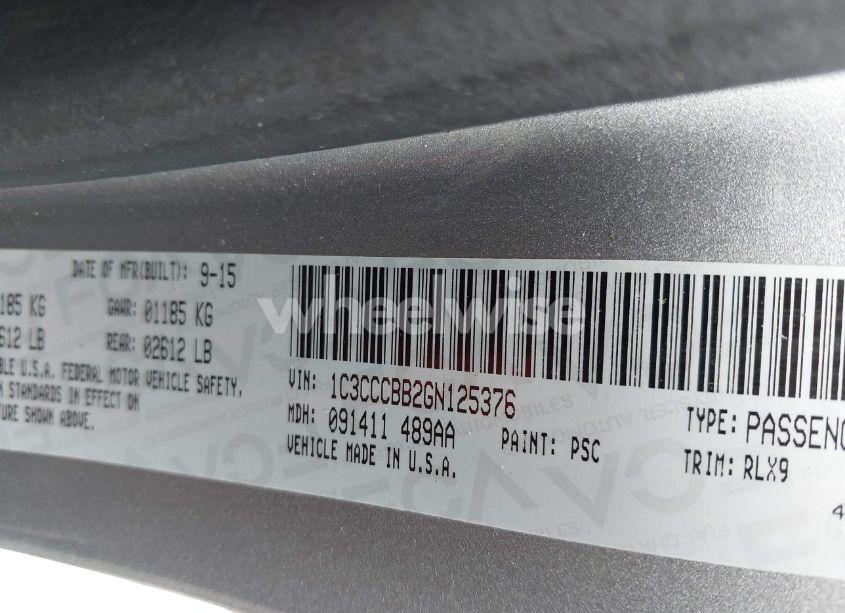 DATE OF MFR(BUILT): 9-15
185 KG GAWR: 01185 KG
612 LB REAR: 02612 LB
BLE U.S.A. FEDERAL MOTOR VEHICLE SAFETY,
N STANDARDS IN EFFECT ON
TURE SHOWN ABOVE.
wheelwise
VIN: 1C3CCCBB2GN125376
MDH: 091411 489AA PAINT: PSC
VEHICLE MADE IN U.S.A.
TYPE: PASSENG
TRIM: RLX9
4